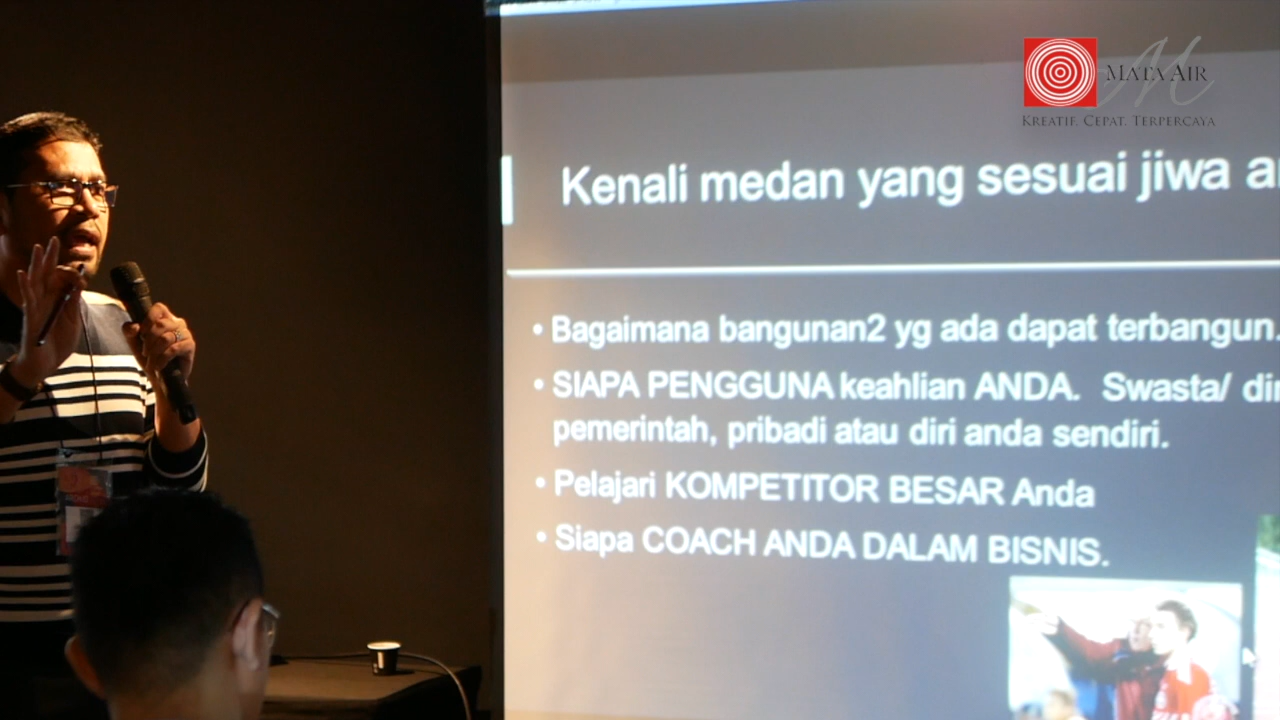 MATA AIR
KREATIF. CEPAT. TERPERCAYA
Kenali medan yang sesuai jiwa
• Bagaimana bangunan2 yg ada dapat terbangun.
• SIAPA PENGGUNA keahlian ANDA. Swasta/
pemerintah, pribadi atau diri anda sendiri.
• Pelajari KOMPETITOR BESAR Anda
• Siapa COACH ANDA DALAM BISNIS.